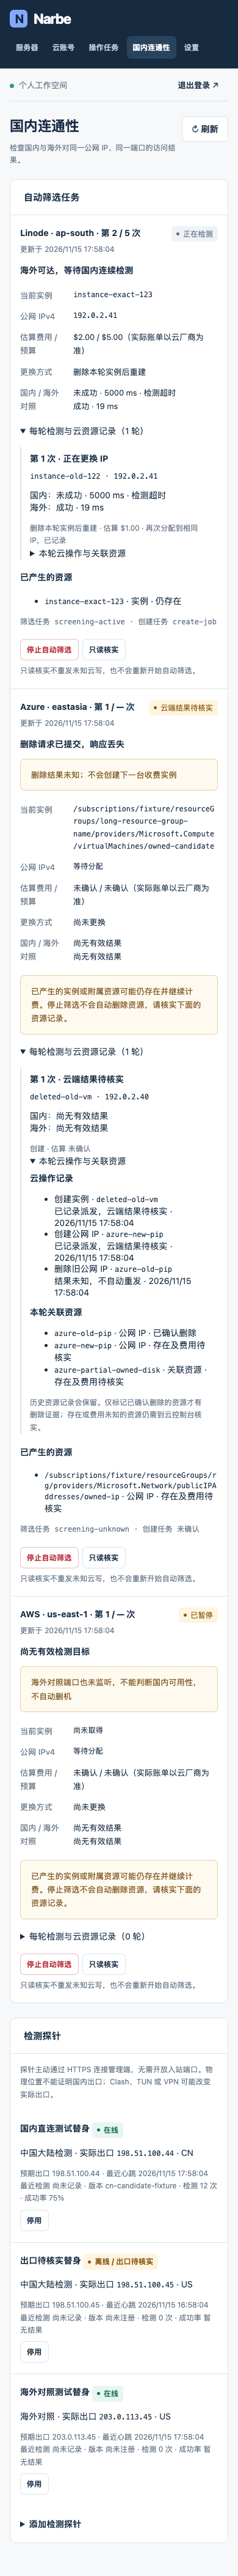 N Narbe
服务器 云账号 操作任务 国内连通性 设置
个人工作空间 退出登录 ↗
国内连通性
↻ 刷新
检查国内与海外对同一公网 IP、同一端口的访问结
果。
自动筛选任务
Linode · ap-south · 第 2 / 5 次 正在检测
更新于 2026/11/15 17:58:04
海外可达，等待国内连接检测
当前实例 instance-exact-123
公网 IPv4 192.0.2.41
估算费用 / $2.00 / $5.00（实际账单以云厂商为
预算 准）
更换方式 删除本轮实例后重建
国内 / 海外 未成功 · 5000 ms · 检测超时
对照 成功 · 19 ms
▼ 每轮检测与云资源记录（1 轮）
第 1 次 · 正在更换 IP
instance-old-122 · 192.0.2.41
国内：未成功 · 5000 ms · 检测超时
海外：成功 · 19 ms
删除本轮实例后重建 · 估算 $1.00 · 再次分配到相同
IP，已记录
▶ 本轮云操作与关联资源
已产生的资源
• instance-exact-123 · 实例 · 仍存在
筛选任务 screening-active · 创建任务 create-job
停止自动筛选 只读核实
只读核实不重发未知云写，也不会重新开始自动筛选。
Azure · eastasia · 第 1 / — 次 云端结果待核实
更新于 2026/11/15 17:58:04
删除请求已提交，响应丢失
删除结果未知；不会创建下一台收费实例
当前实例 /subscriptions/fixture/resourceG
roups/long-resource-group-
name/providers/Microsoft.Compute
/virtualMachines/owned-candidate
公网 IPv4 等待分配
估算费用 / 未确认 / 未确认（实际账单以云厂商为
预算 准）
更换方式 尚未更换
国内 / 海外 尚无有效结果
对照 尚无有效结果
已产生的实例或附属资源可能仍存在并继续计
费。停止筛选不会自动删除资源，请核实下面的
资源记录。
▼ 每轮检测与云资源记录（1 轮）
第 1 次 · 云端结果待核实
deleted-old-vm · 192.0.2.40
国内：尚无有效结果
海外：尚无有效结果
创建 · 估算 未确认
▼ 本轮云操作与关联资源
云操作记录
• 创建实例 · deleted-old-vm
已记录派发，云端结果待核实 ·
2026/11/15 17:58:04
• 创建公网 IP · azure-new-pip
已记录派发，云端结果待核实 ·
2026/11/15 17:58:04
• 删除旧公网 IP · azure-old-pip
结果未知，不自动重发 · 2026/11/15
17:58:04
本轮关联资源
• azure-old-pip · 公网 IP · 已确认删除
• azure-new-pip · 公网 IP · 存在及费用待
核实
• azure-partial-owned-disk · 关联资源 ·
存在及费用待核实
历史资源记录会保留。仅标记已确认删除的资源才有
删除证据；存在或费用未知的资源仍需到云控制台核
实。
已产生的资源
• /subscriptions/fixture/resourceGroups/r
g/providers/Microsoft.Network/publicIPA
ddresses/owned-ip · 公网 IP · 存在及费用待
核实
筛选任务 screening-unknown · 创建任务 未确认
停止自动筛选 只读核实
只读核实不重发未知云写，也不会重新开始自动筛选。
AWS · us-east-1 · 第 1 / — 次 已暂停
更新于 2026/11/15 17:58:04
尚无有效检测目标
海外对照端口也未监听，不能判断国内可用性，
不自动删机
当前实例 尚未取得
公网 IPv4 等待分配
估算费用 / 未确认 / 未确认（实际账单以云厂商为
预算 准）
更换方式 尚未更换
国内 / 海外 尚无有效结果
对照 尚无有效结果
已产生的实例或附属资源可能仍存在并继续计
费。停止筛选不会自动删除资源，请核实下面的
资源记录。
▶ 每轮检测与云资源记录（0 轮）
停止自动筛选 只读核实
只读核实不重发未知云写，也不会重新开始自动筛选。
检测探针
探针主动通过 HTTPS 连接管理端，无需开放入站端口。物
理位置不能证明国内出口；Clash、TUN 或 VPN 可能改变
实际出口。
国内直连测试替身 在线
中国大陆检测 · 实际出口 198.51.100.44 · CN
预期出口 198.51.100.44 · 最近心跳 2026/11/15 17:58:04
最近检测 尚未记录 · 版本 cn-candidate-fixture · 检测 12 次
· 成功率 75%
停用
出口待核实替身 离线 / 出口待核实
中国大陆检测 · 实际出口 198.51.100.45 · US
预期出口 198.51.100.45 · 最近心跳 2026/11/15 16:58:04
最近检测 尚未记录 · 版本 尚未注册 · 检测 0 次 · 成功率 暂
无结果
停用
海外对照测试替身 在线
海外对照 · 实际出口 203.0.113.45 · US
预期出口 203.0.113.45 · 最近心跳 2026/11/15 17:58:04
最近检测 尚未记录 · 版本 尚未注册 · 检测 0 次 · 成功率 暂
无结果
停用
▶ 添加检测探针